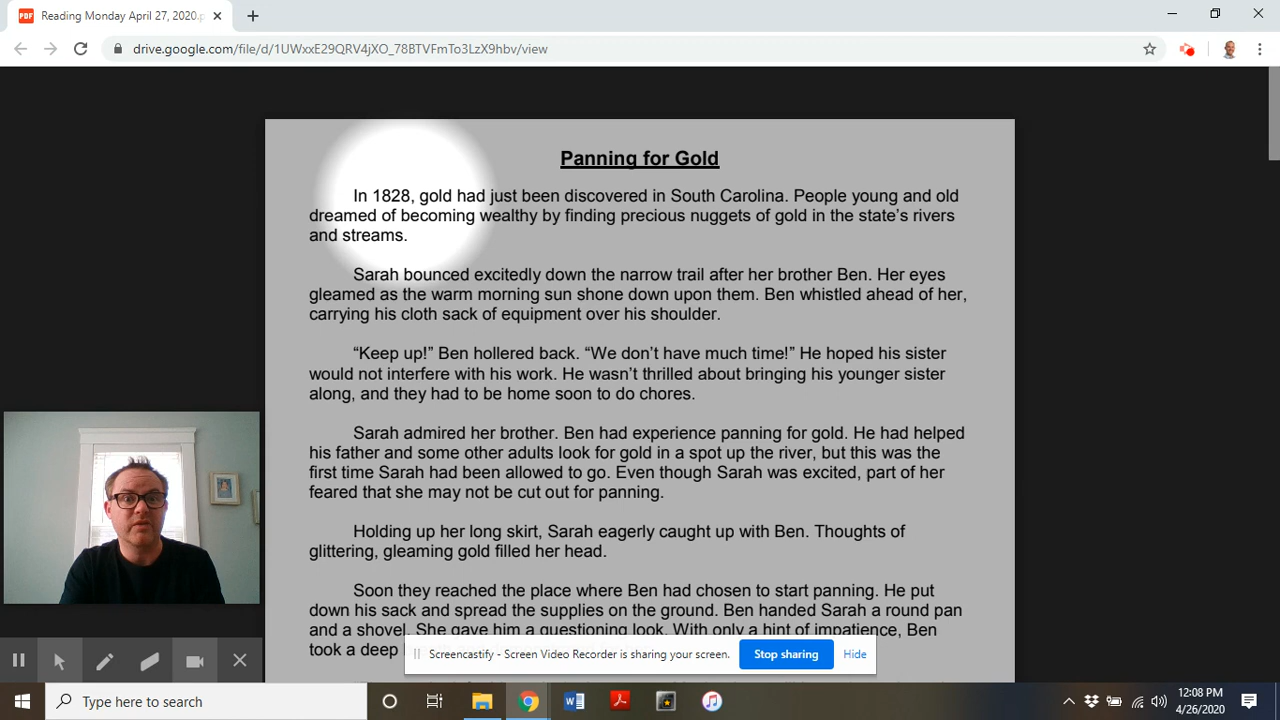 Reading Monday April 27, 2020.p
drive.google.com/file/d/1UWxxE29QRV4jXO_78BTVFmTo3LzX9hbv/view
Panning for Gold
In 1828, gold had just been discovered in South Carolina. People young and old
dreamed of becoming wealthy by finding precious nuggets of gold in the state’s rivers
and streams.
Sarah bounced excitedly down the narrow trail after her brother Ben. Her eyes
gleamed as the warm morning sun shone down upon them. Ben whistled ahead of her,
carrying his cloth sack of equipment over his shoulder.
“Keep up!” Ben hollered back. “We don’t have much time!” He hoped his sister
would not interfere with his work. He wasn’t thrilled about bringing his younger sister
along, and they had to be home soon to do chores.
Sarah admired her brother. Ben had experience panning for gold. He had helped
his father and some other adults look for gold in a spot up the river, but this was the
first time Sarah had been allowed to go. Even though Sarah was excited, part of her
feared that she may not be cut out for panning.
Holding up her long skirt, Sarah eagerly caught up with Ben. Thoughts of
glittering, gleaming gold filled her head.
Soon they reached the place where Ben had chosen to start panning. He put
down his sack and spread the supplies on the ground. Ben handed Sarah a round pan
and a shovel. She gave him a questioning look. With only a hint of impatience, Ben
took a deep
Screencastify - Screen Video Recorder is sharing your screen.
Stop sharing
Hide
Type here to search
12:08 PM
4/26/2020